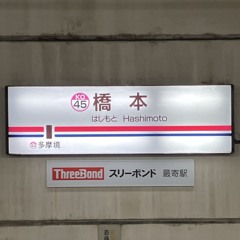 KO
45
橋本
はしもと Hashimoto
多摩境
ThreeBond スリーボンド 最寄駅